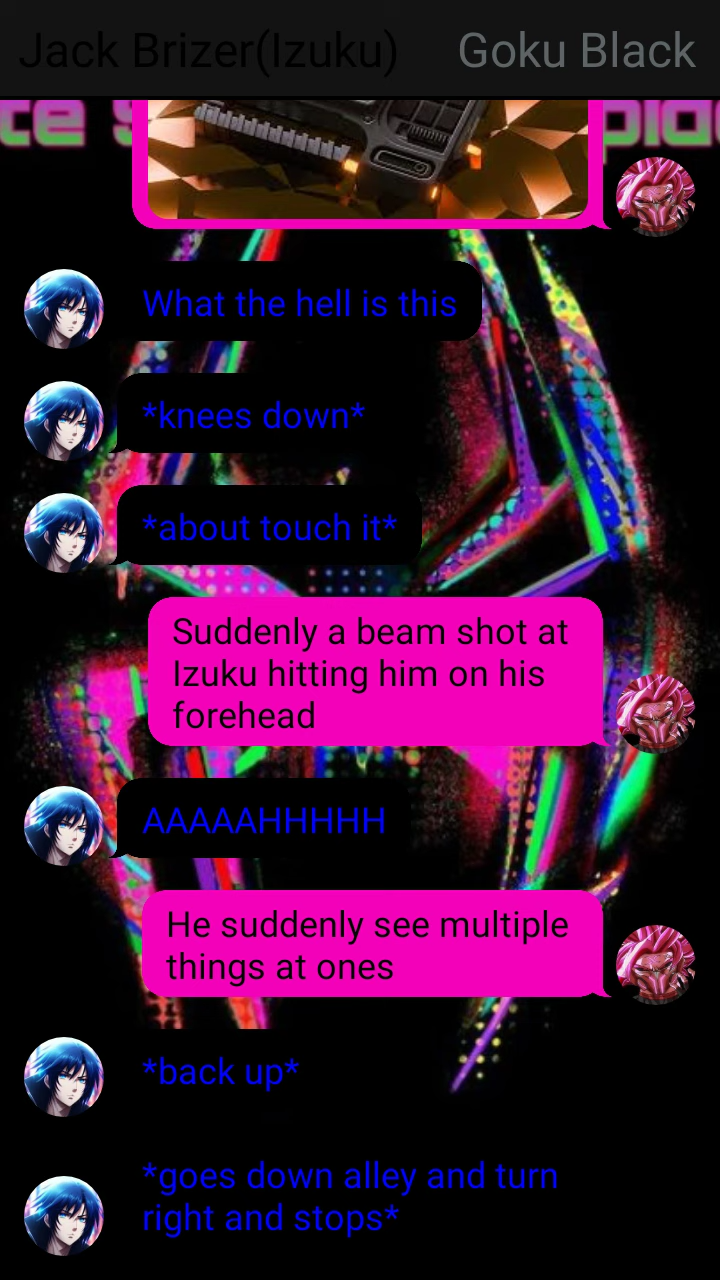 Jack Brizer(Izuku) Goku Black
What the hell is this
*knees down*
*about touch it*
Suddenly a beam shot at
Izuku hitting him on his
forehead
AAAAAHHHHH
He suddenly see multiple
things at ones
*back up*
*goes down alley and turn
right and stops*